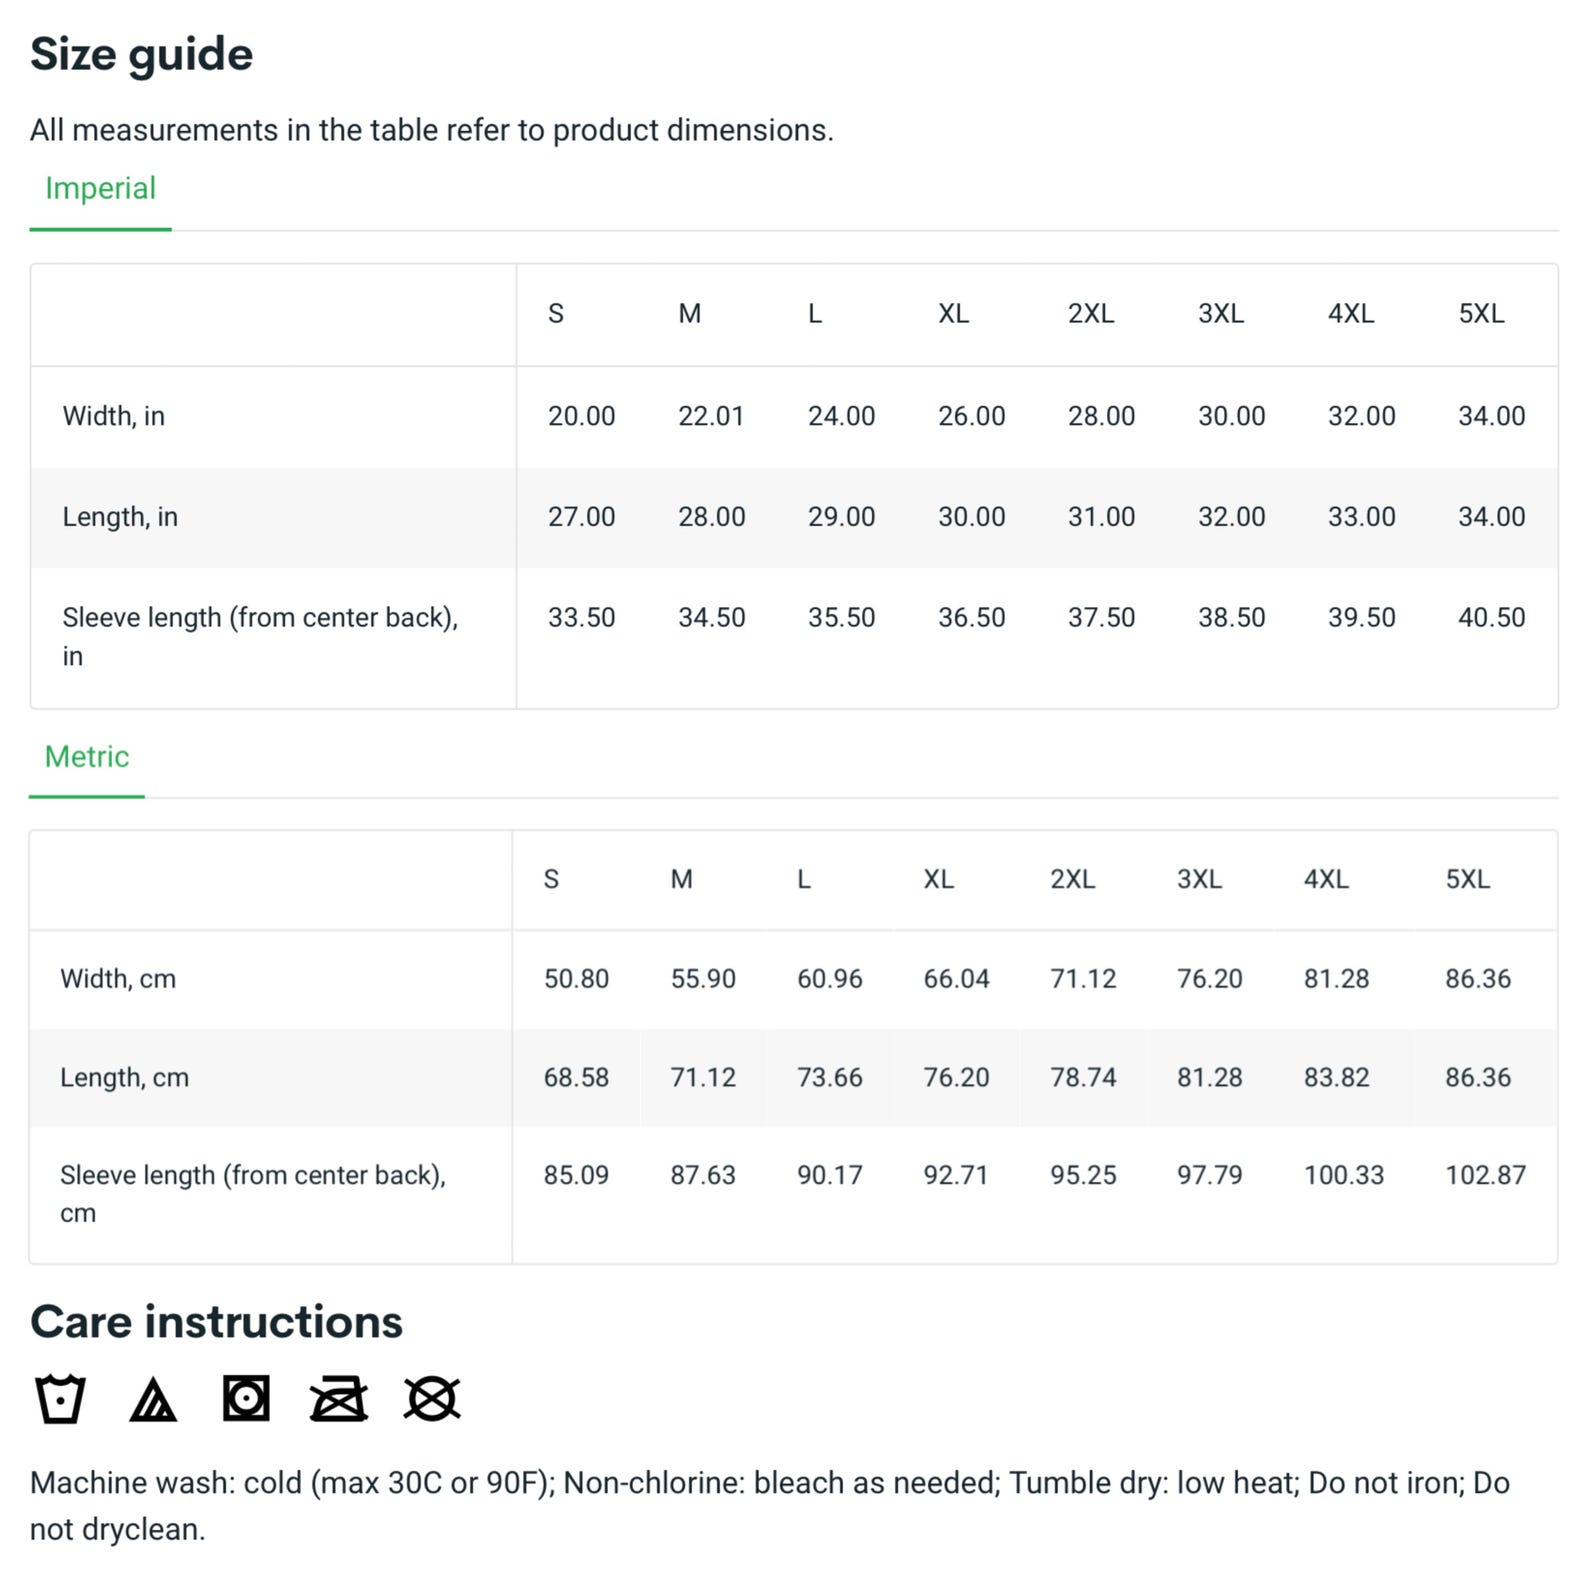 Size guide
All measurements in the table refer to product dimensions.
Imperial
S M L XL 2XL 3XL 4XL 5XL
Width, in 20.00 22.01 24.00 26.00 28.00 30.00 32.00 34.00
Length, in 27.00 28.00 29.00 30.00 31.00 32.00 33.00 34.00
Sleeve length (from center back), 33.50 34.50 35.50 36.50 37.50 38.50 39.50 40.50
in
Metric
S M L XL 2XL 3XL 4XL 5XL
Width, cm 50.80 55.90 60.96 66.04 71.12 76.20 81.28 86.36
Length, cm 68.58 71.12 73.66 76.20 78.74 81.28 83.82 86.36
Sleeve length (from center back), 85.09 87.63 90.17 92.71 95.25 97.79 100.33 102.87
cm
Care instructions
Machine wash: cold (max 30C or 90F); Non-chlorine: bleach as needed; Tumble dry: low heat; Do not iron; Do
not dryclean.